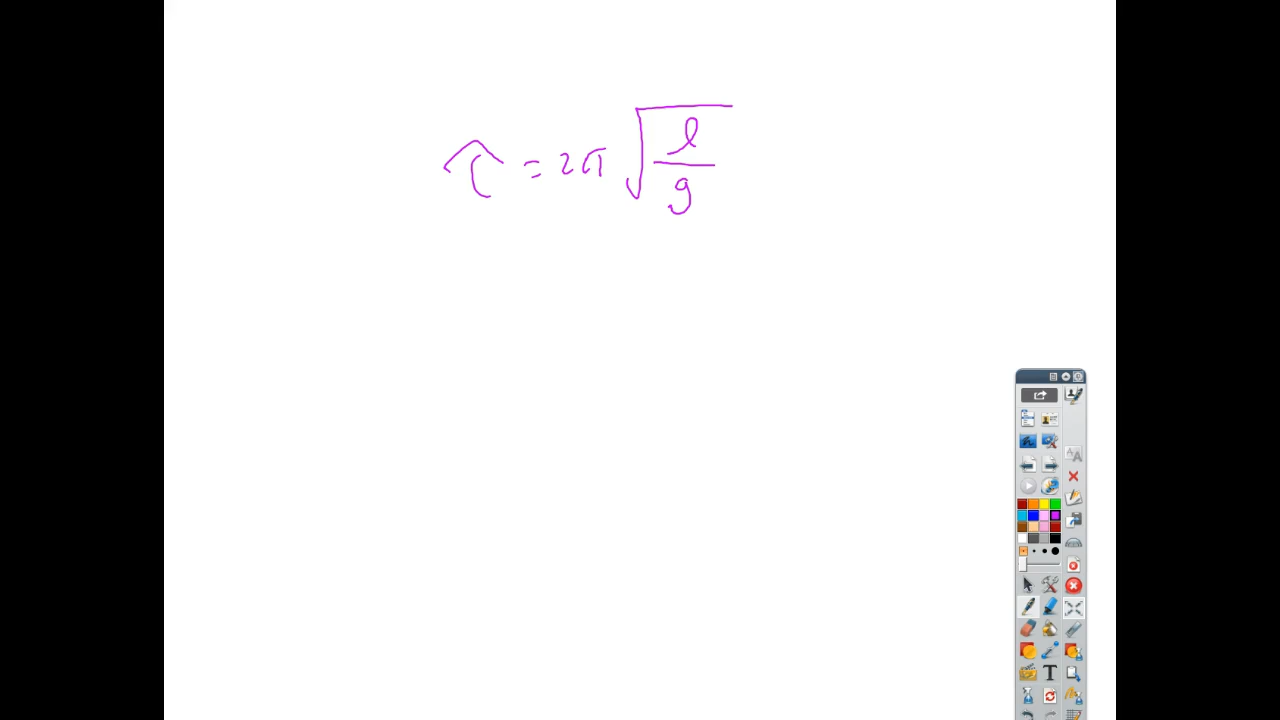 T = 2π √(l/g)